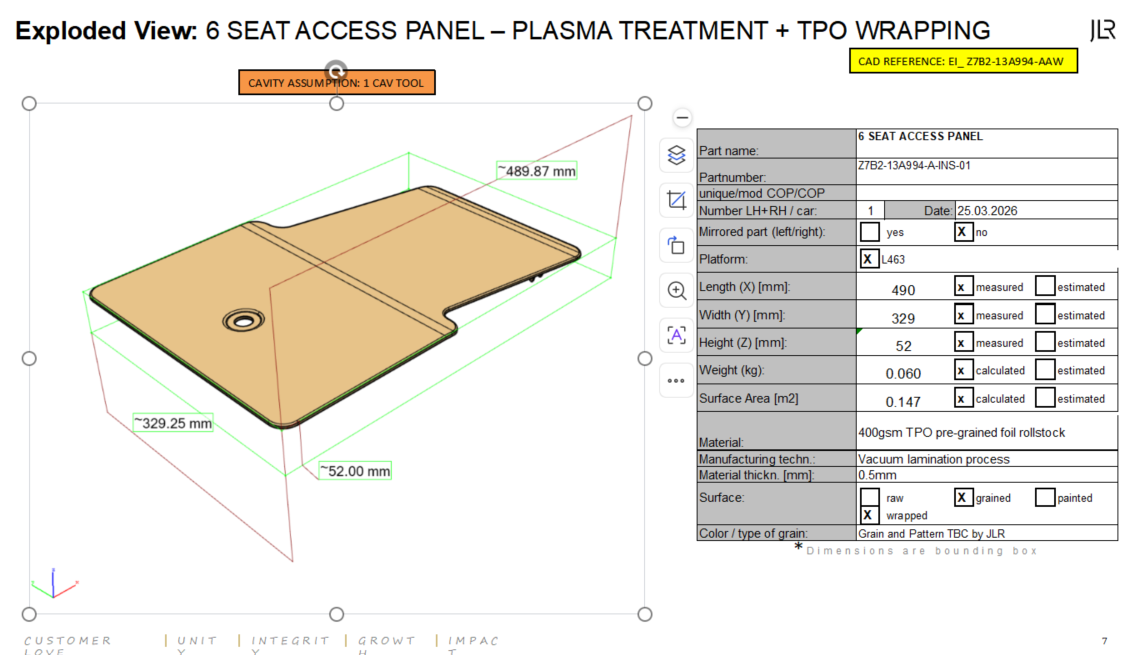 Exploded View: 6 SEAT ACCESS PANEL – PLASMA TREATMENT + TPO WRAPPING
JLR
CAD REFERENCE: EI_ Z7B2-13A994-AAW
CAVITY ASSUMPTION: 1 CAV TOOL
~489.87 mm
~329.25 mm
~52.00 mm
Part name: 6 SEAT ACCESS PANEL
Partnumber: Z7B2-13A994-A-INS-01
unique/mod COP/COP
Number LH+RH / car: 1 Date: 25.03.2026
Mirrored part (left/right): yes X no
Platform: X L463
Length (X) [mm]: 490 x measured estimated
Width (Y) [mm]: 329 x measured estimated
Height (Z) [mm]: 52 x measured estimated
Weight (kg): 0.060 x calculated estimated
Surface Area [m2] 0.147 x calculated estimated
Material: 400gsm TPO pre-grained foil rollstock
Manufacturing techn.: Vacuum lamination process
Material thickn. [mm]: 0.5mm
Surface: raw X grained painted
X wrapped
Color / type of grain: Grain and Pattern TBC by JLR
*Dimensions are bounding box
CUSTOMER LOVE | UNITY | INTEGRITY | GROWTH | IMPACT
7